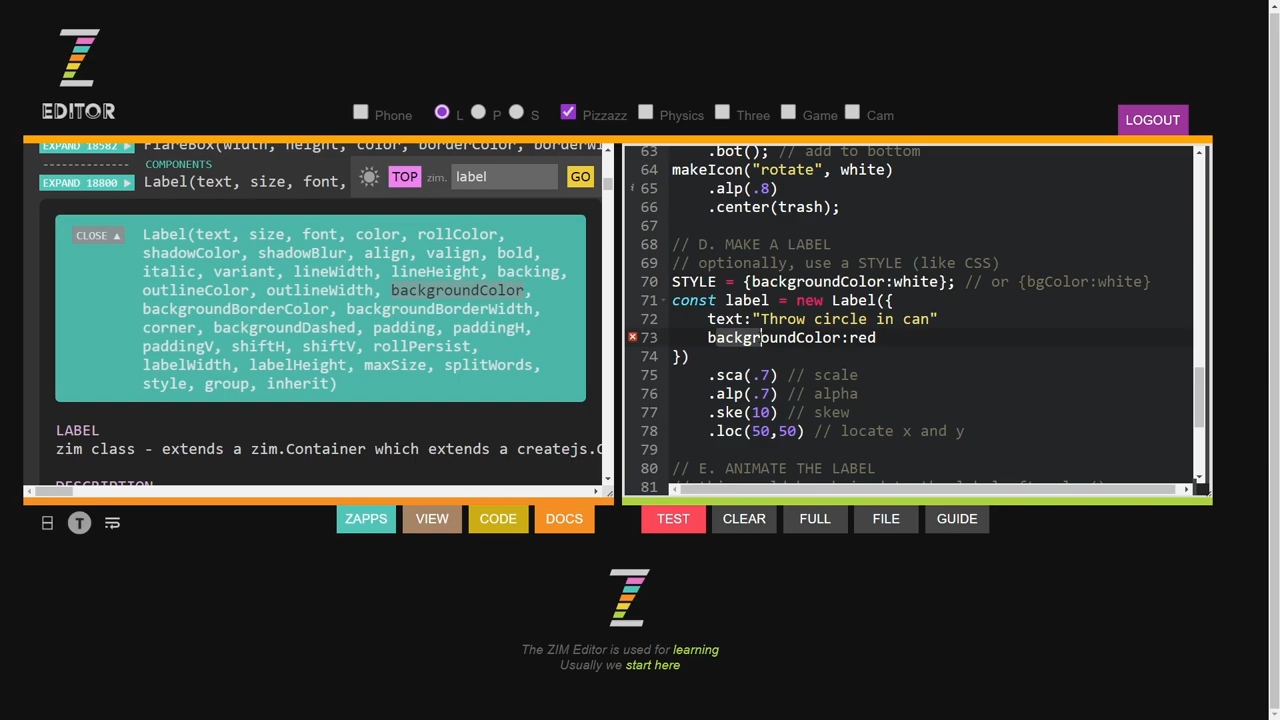 EDITOR
Phone L P S Pizzazz Physics Three Game Cam
LOGOUT
EXPAND 18582 ▶ FlareBox(width, height, color, borderColor, borderWi
COMPONENTS
EXPAND 18800 ▶ Label(text, size, font,
TOP zim. label GO
CLOSE ▲ Label(text, size, font, color, rollColor,
shadowColor, shadowBlur, align, valign, bold,
italic, variant, lineWidth, lineHeight, backing,
outlineColor, outlineWidth, backgroundColor,
backgroundBorderColor, backgroundBorderWidth,
corner, backgroundDashed, padding, paddingH,
paddingV, shiftH, shiftV, rollPersist,
labelWidth, labelHeight, maxSize, splitWords,
style, group, inherit)
LABEL
zim class - extends a zim.Container which extends a createjs.C
DESCRIPTION
63 .bot(); // add to bottom
64 makeIcon("rotate", white)
65 .alp(.8)
66 .center(trash);
67
68 // D. MAKE A LABEL
69 // optionally, use a STYLE (like CSS)
70 STYLE = {backgroundColor:white}; // or {bgColor:white}
71 const label = new Label({
72 text:"Throw circle in can"
73 backgroundColor:red
74 })
75 .sca(.7) // scale
76 .alp(.7) // alpha
77 .ske(10) // skew
78 .loc(50,50) // locate x and y
79
80 // E. ANIMATE THE LABEL
81
ZAPPS VIEW CODE DOCS
TEST CLEAR FULL FILE GUIDE
T
The ZIM Editor is used for learning
Usually we start here